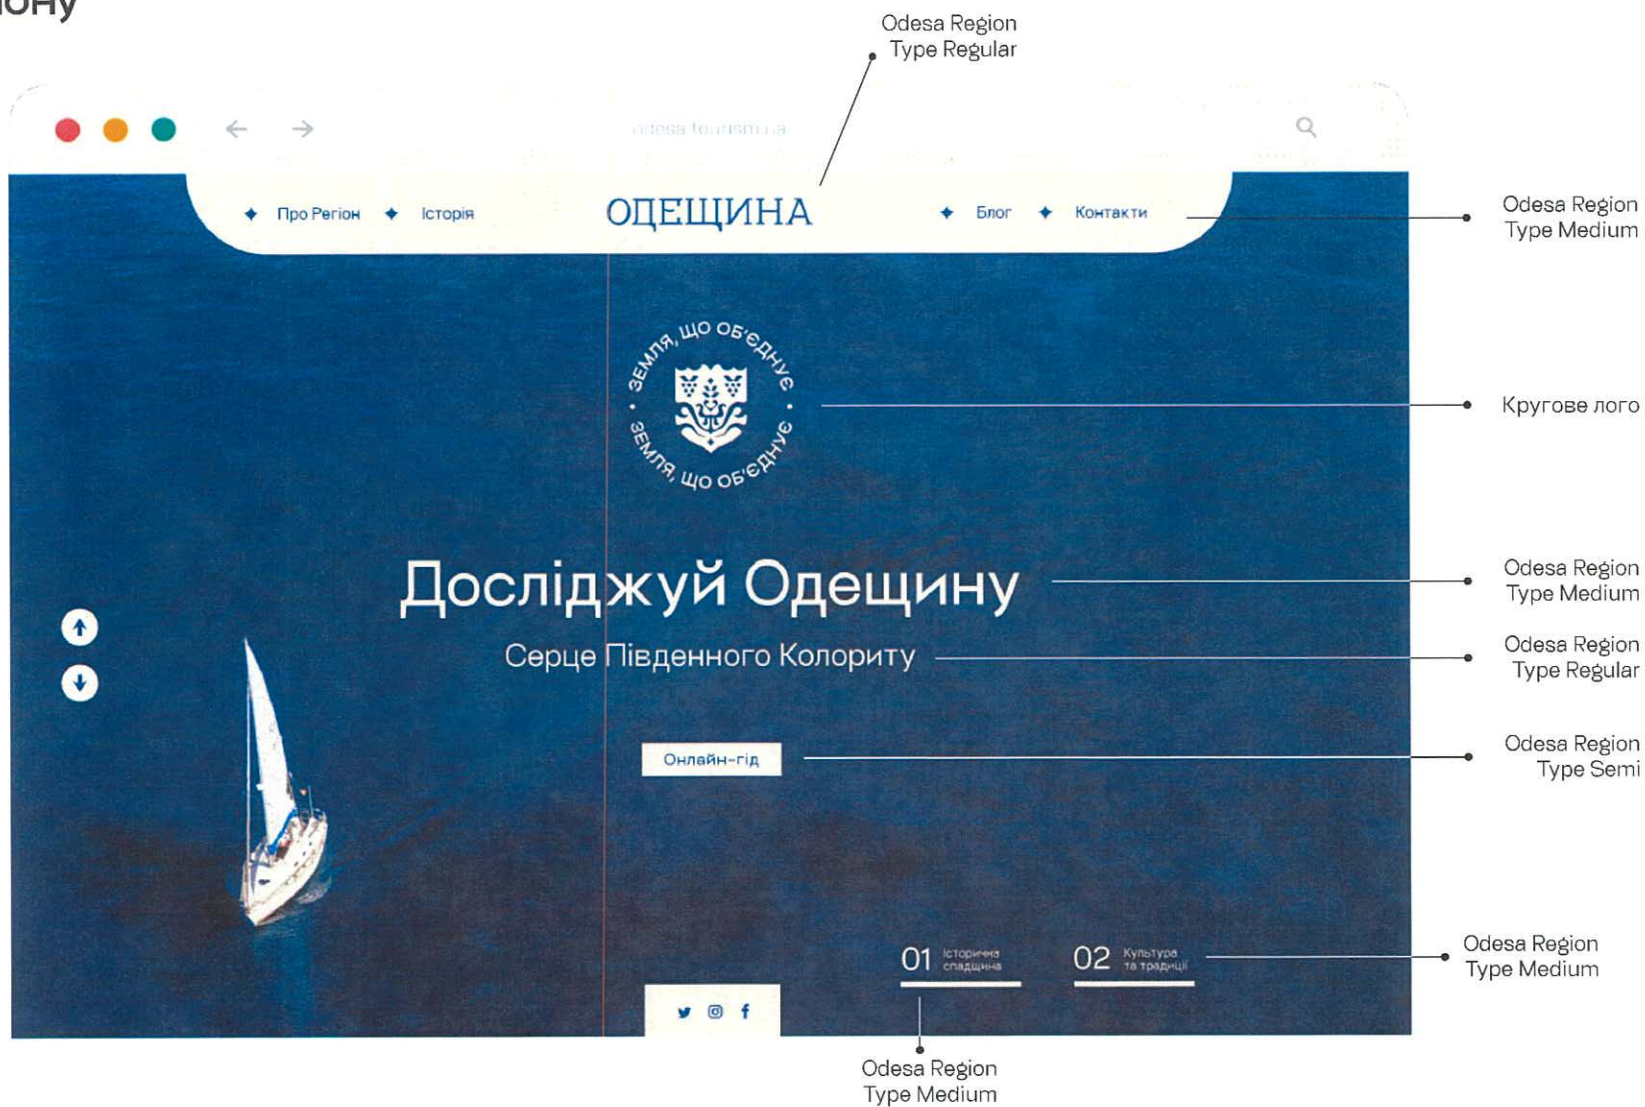 Odesa Region
Type Regular
odesa.tourism.ua
Про Регіон
Історія
ОДЕЩИНА
Блог
Контакти
Odesa Region
Type Medium
ЗЕМЛЯ, ЩО ОБ'ЄДНУЄ • ЗЕМЛЯ, ЩО ОБ'ЄДНУЄ •
Кругове лого
Досліджуй Одещину
Odesa Region
Type Medium
Серце Південного Колориту
Odesa Region
Type Regular
Онлайн-гід
Odesa Region
Type Semi
01 Історична
спадщина
02 Культура
та традиції
Odesa Region
Type Medium
Odesa Region
Type Medium